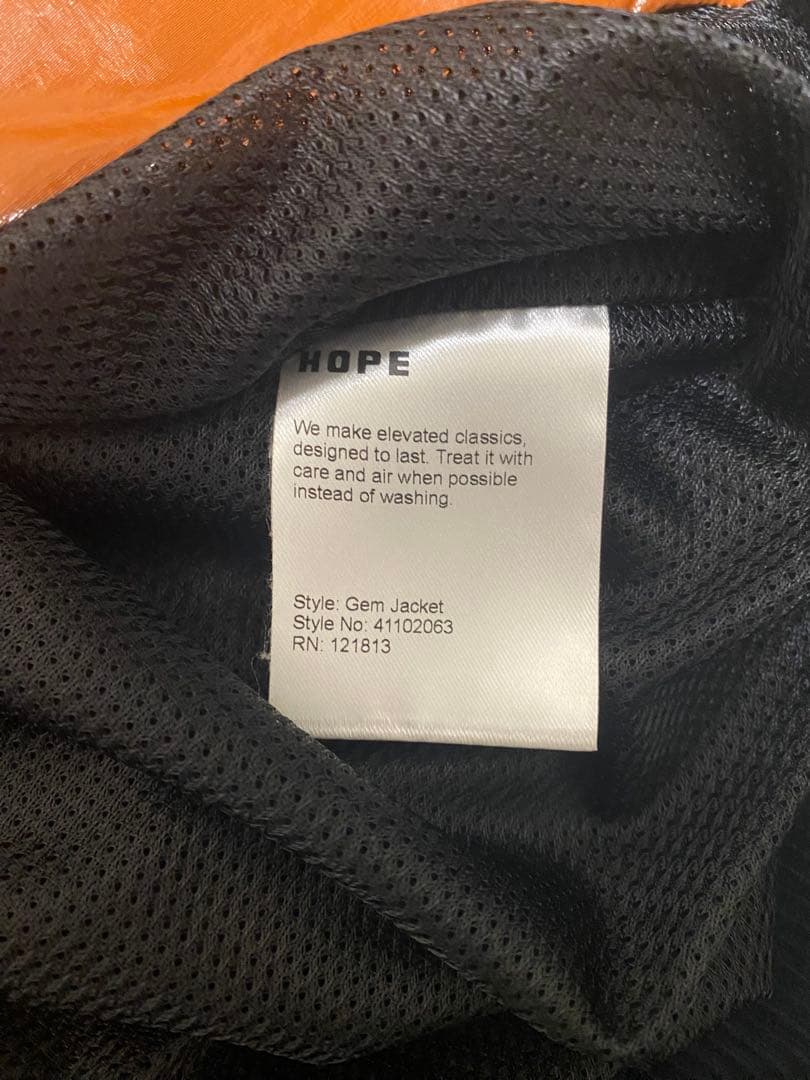 HOPE
We make elevated classics,
designed to last. Treat it with
care and air when possible
instead of washing.
Style: Gem Jacket
Style No: 41102063
RN: 121813